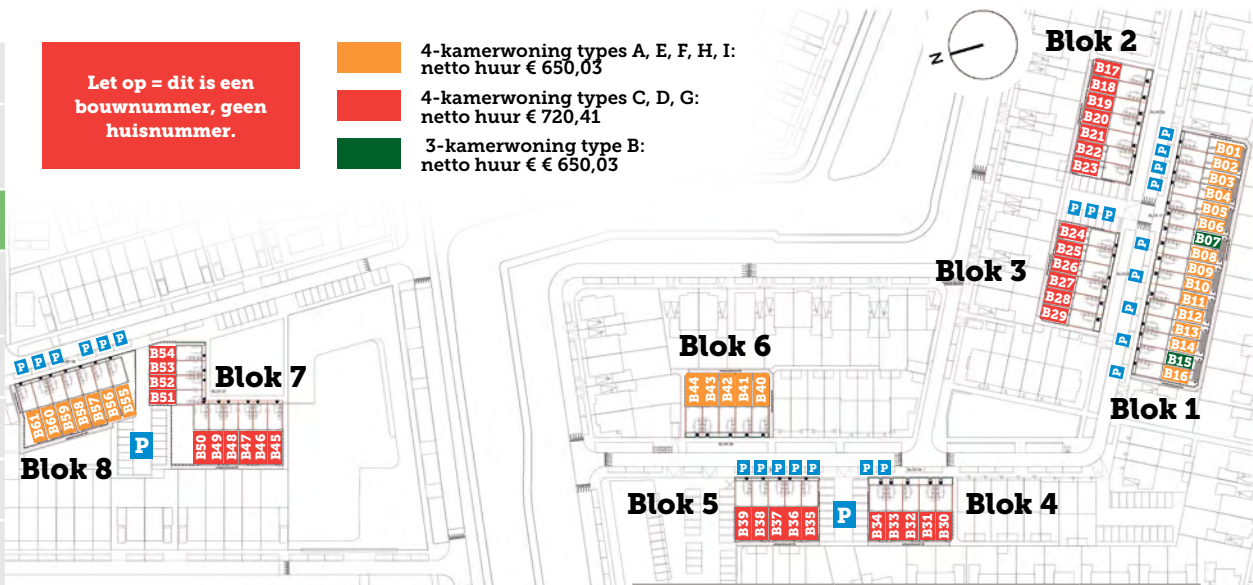 Let op = dit is een
bouwnummer, geen
huisnummer.
4-kamerwoning types A, E, F, H, I:
netto huur € 650,03
4-kamerwoning types C, D, G:
netto huur € 720,41
3-kamerwoning type B:
netto huur € € 650,03
N
Blok 2
B17
B18
B19
B20
B21
B22
B23
P
P
P
P
B01
B02
B03
B04
B05
B06
B07
B08
B09
B10
B11
B12
B13
B14
B15
B16
Blok 1
P P P
P
P
P
P
P
Blok 3
B24
B25
B26
B27
B28
B29
Blok 6
B44 B43 B42 B41 B40
P P P P P P
B54
B53
B52
B51
Blok 7
B61 B60 B59 B58 B57 B56 B55
Blok 8
P
B50 B49 B48 B47 B46 B45
P P P P P
P P
Blok 5
B39 B38 B37 B36 B35
P
B34 B33 B32 B31 B30
Blok 4